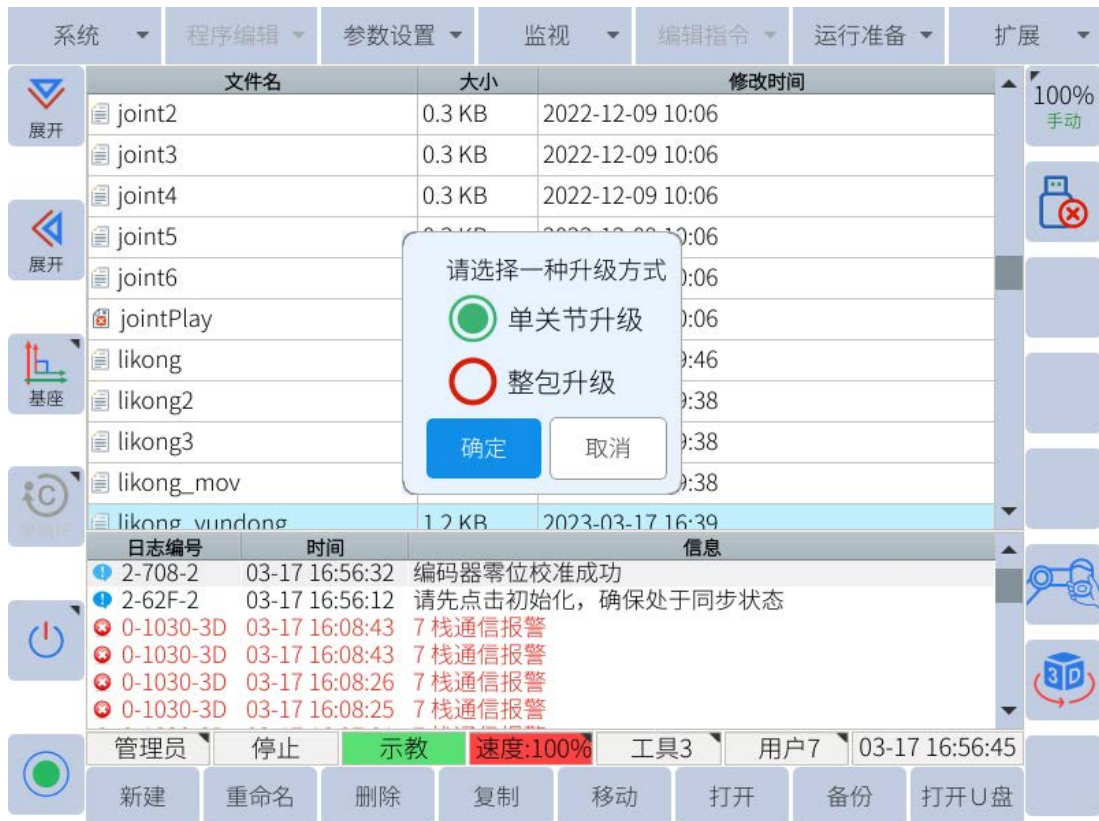 系统 程序编辑 参数设置 监视 编辑指令 运行准备 扩展
文件名 大小 修改时间
展开
100%
手动
joint2 0.3 KB 2022-12-09 10:06
joint3 0.3 KB 2022-12-09 10:06
joint4 0.3 KB 2022-12-09 10:06
展开
joint5 :06
joint6 :06
jointPlay :06
likong :46
基座
likong2 :38
likong3 :38
likong_mov :38
likong_yundong 1.2 KB 2023-03-17 16:39
请选择一种升级方式
单关节升级
整包升级
确定 取消
C
日志编号 时间 信息
2-708-2 03-17 16:56:32 编码器零位校准成功
2-62F-2 03-17 16:56:12 请先点击初始化，确保处于同步状态
0-1030-3D 03-17 16:08:43 7 栈通信报警
0-1030-3D 03-17 16:08:43 7 栈通信报警
0-1030-3D 03-17 16:08:26 7 栈通信报警
0-1030-3D 03-17 16:08:25 7 栈通信报警
3D
管理员 停止 示教 速度:100% 工具3 用户7 03-17 16:56:45
新建 重命名 删除 复制 移动 打开 备份 打开U盘